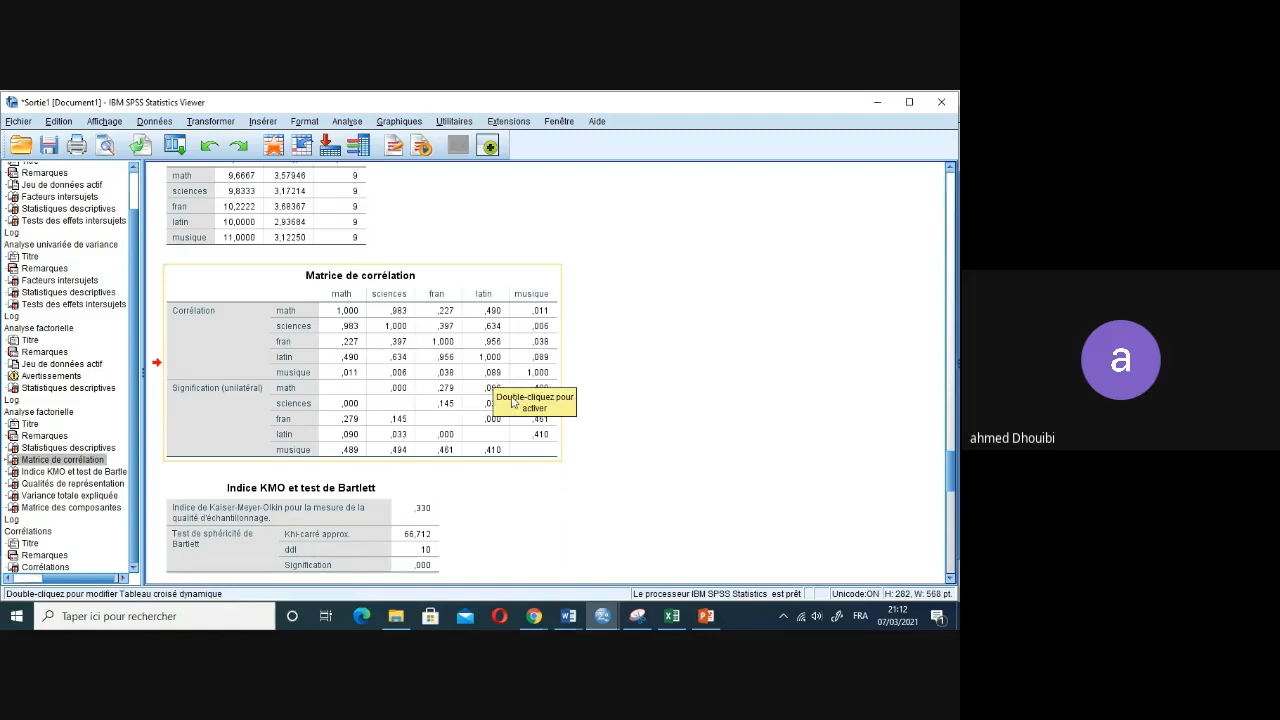 *Sortie1 [Document1] - IBM SPSS Statistics Viewer
Fichier Edition Affichage Données Transformer Insérer Format Analyse Graphiques Utilitaires Extensions Fenêtre Aide
Titre
Remarques
Jeu de données actif
Facteurs intersujets
Statistiques descriptives
Tests des effets intersujets
Log
Analyse univariée de variance
Titre
Remarques
Facteurs intersujets
Statistiques descriptives
Tests des effets intersujets
Log
Analyse factorielle
Titre
Remarques
Jeu de données actif
Avertissements
Statistiques descriptives
Log
Analyse factorielle
Titre
Remarques
Statistiques descriptives
Matrice de corrélation
Indice KMO et test de Bartle
Qualités de représentation
Variance totale expliquée
Matrice des composantes
Log
Corrélations
Titre
Remarques
Corrélations
math 9,6667 3,57946 9
sciences 9,8333 3,17214 9
fran 10,2222 3,68367 9
latin 10,0000 2,93684 9
musique 11,0000 3,12250 9
Matrice de corrélation
math sciences fran latin musique
Corrélation math 1,000 ,983 ,227 ,490 ,011
sciences ,983 1,000 ,397 ,634 ,006
fran ,227 ,397 1,000 ,956 ,038
latin ,490 ,634 ,956 1,000 ,089
musique ,011 ,006 ,038 ,089 1,000
Signification (unilatéral) math ,000 ,279
sciences ,000 ,145
fran ,279 ,145 ,000 ,461
latin ,090 ,033 ,000 ,410
musique ,489 ,494 ,461 ,410
Double-cliquez pour
activer
Indice KMO et test de Bartlett
Indice de Kaiser-Meyer-Olkin pour la mesure de la
qualité d'échantillonnage. ,330
Test de sphéricité de
Bartlett Khi-carré approx. 66,712
ddl 10
Signification ,000
Double-cliquez pour modifier Tableau croisé dynamique
Le processeur IBM SPSS Statistics est prêt
Unicode:ON H: 282, W: 568 pt.
Taper ici pour rechercher
FRA
21:12
07/03/2021
1
a
ahmed Dhouibi